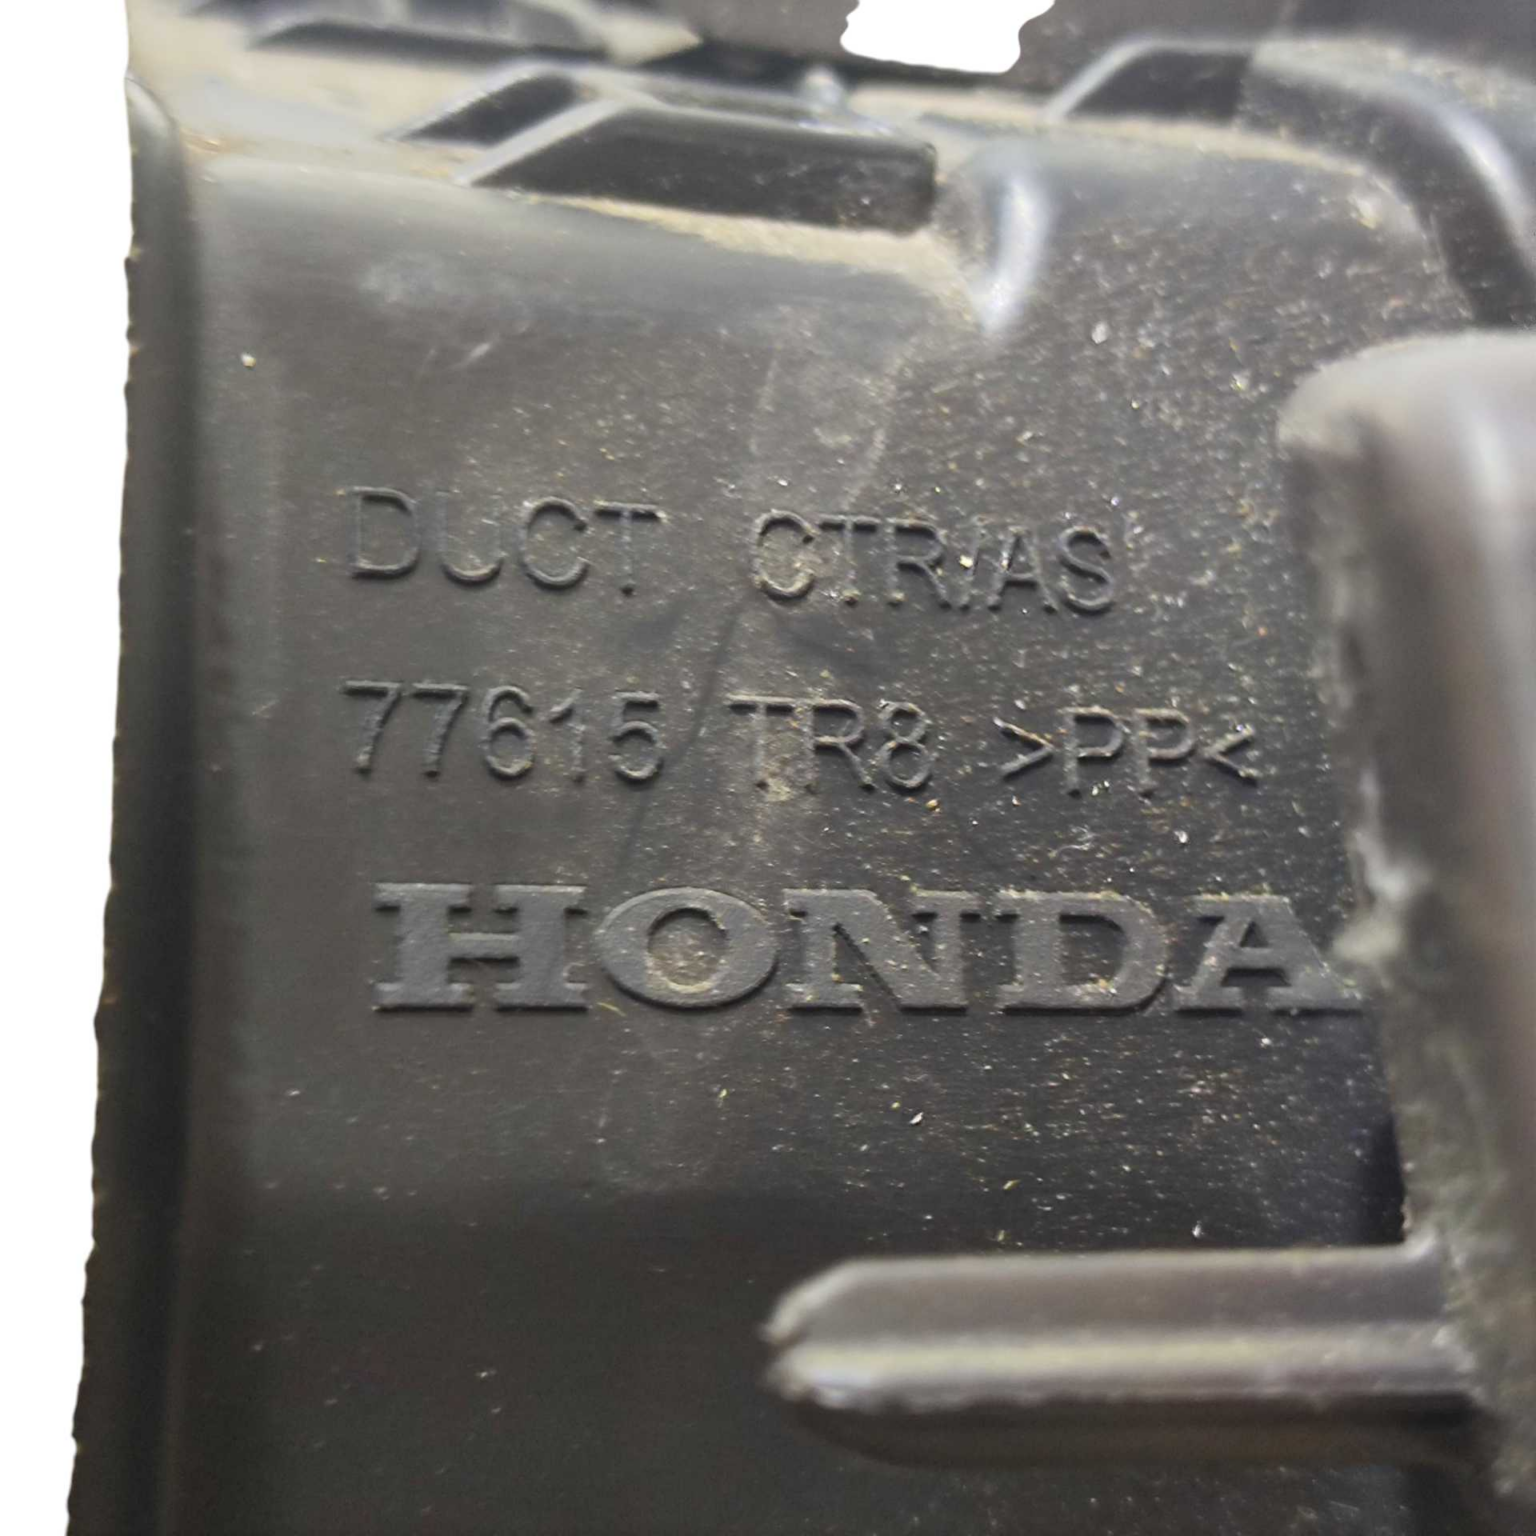 DUCT CTR/AS
77615 TR8 >PP<
HONDA